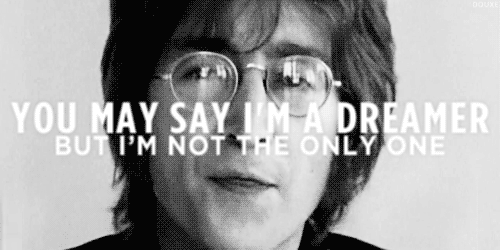 YOU MAY SAY I'M A DREAMER
BUT I'M NOT THE ONLY ONE